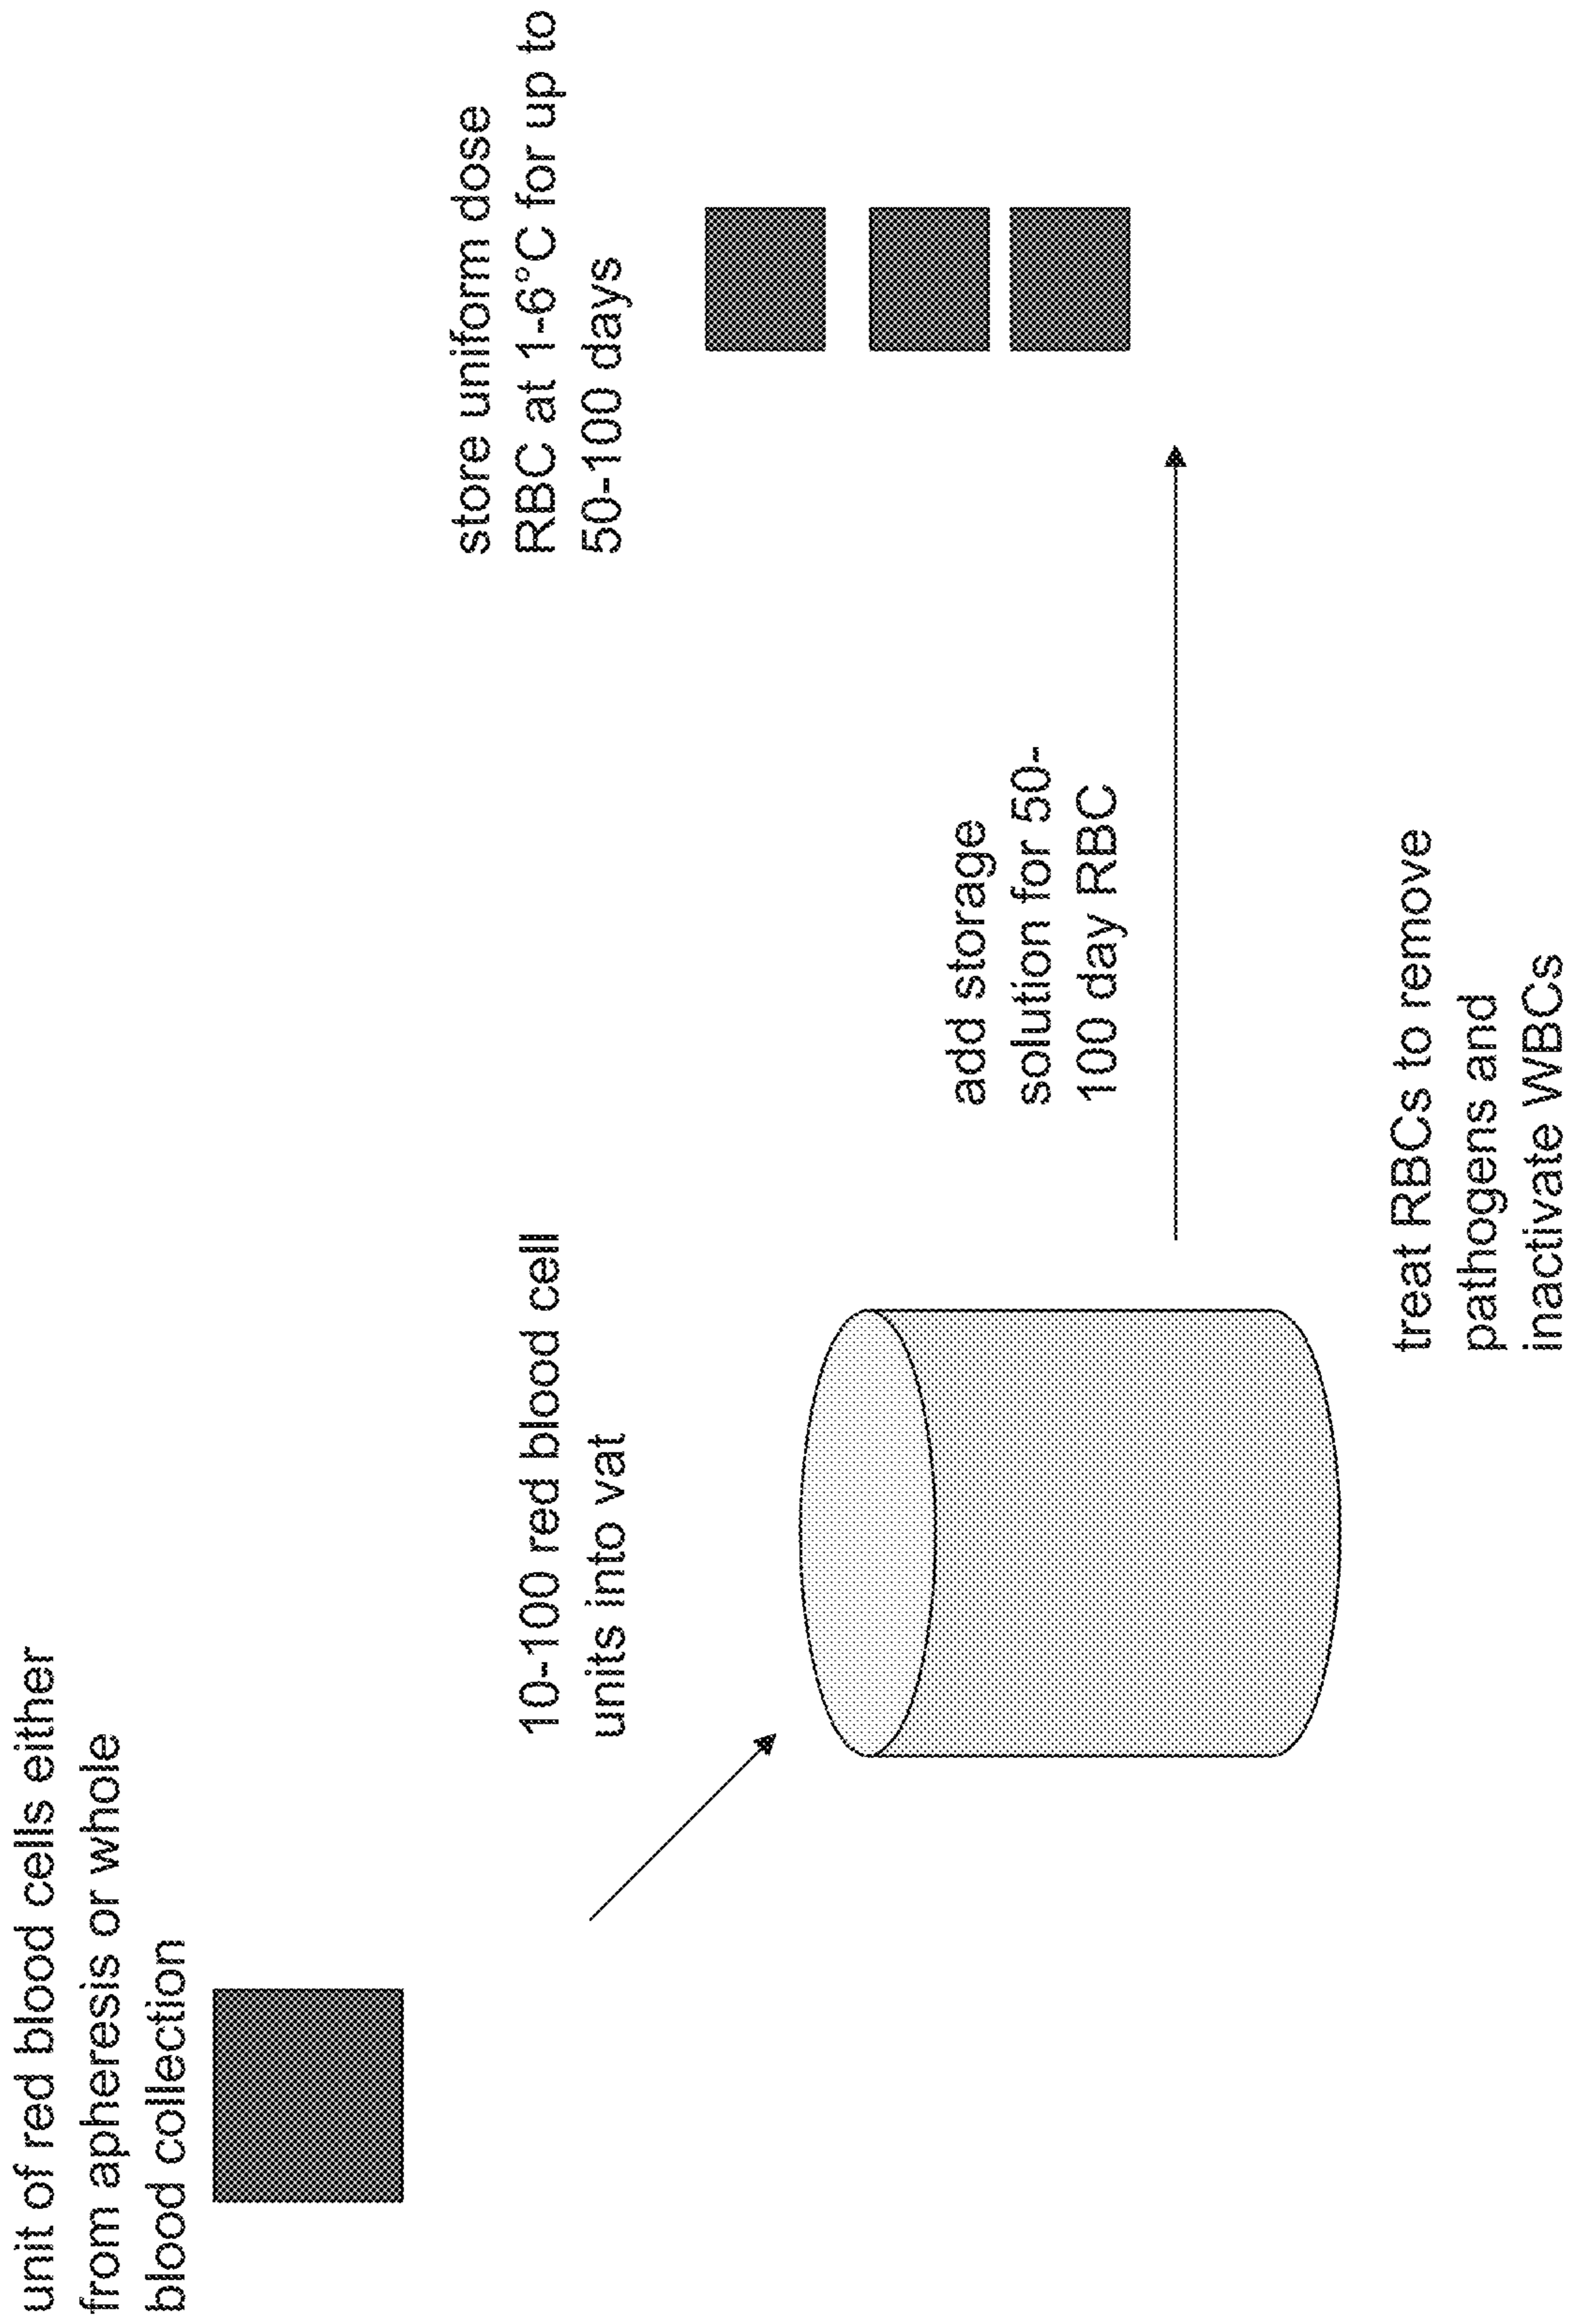 unit of red blood cells either
from apheresis or whole
blood collection
10-100 red blood cell
units into vat
add storage
solution for 50-
100 day RBC
treat RBCs to remove
pathogens and
inactivate WBCs
store uniform dose
RBC at 1-6°C for up to
50-100 days